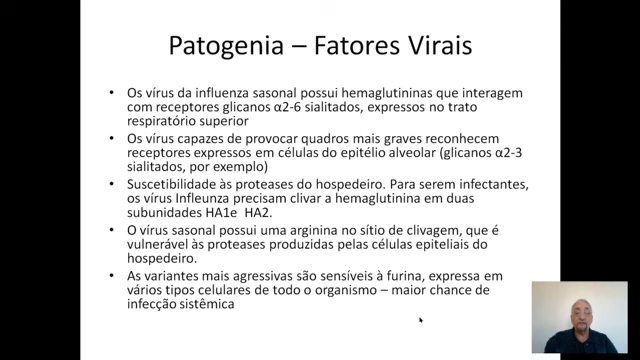 Patogenia – Fatores Virais
• Os vírus da influenza sasonal possui hemaglutininas que interagem
com receptores glicanos α2-6 sialitados, expressos no trato
respiratório superior
• Os vírus capazes de provocar quadros mais graves reconhecem
receptores expressos em células do epitélio alveolar (glicanos α2-3
sialitados, por exemplo)
• Suscetibilidade às proteases do hospedeiro. Para serem infectantes,
os vírus Infleunza precisam clivar a hemaglutinina em duas
subunidades HA1e HA2.
• O vírus sasonal possui uma arginina no sítio de clivagem, que é
vulnerável às proteases produzidas pelas células epiteliais do
hospedeiro.
• As variantes mais agressivas são sensíveis à furina, expressa em
vários tipos celulares de todo o organismo – maior chance de
infecção sistêmica